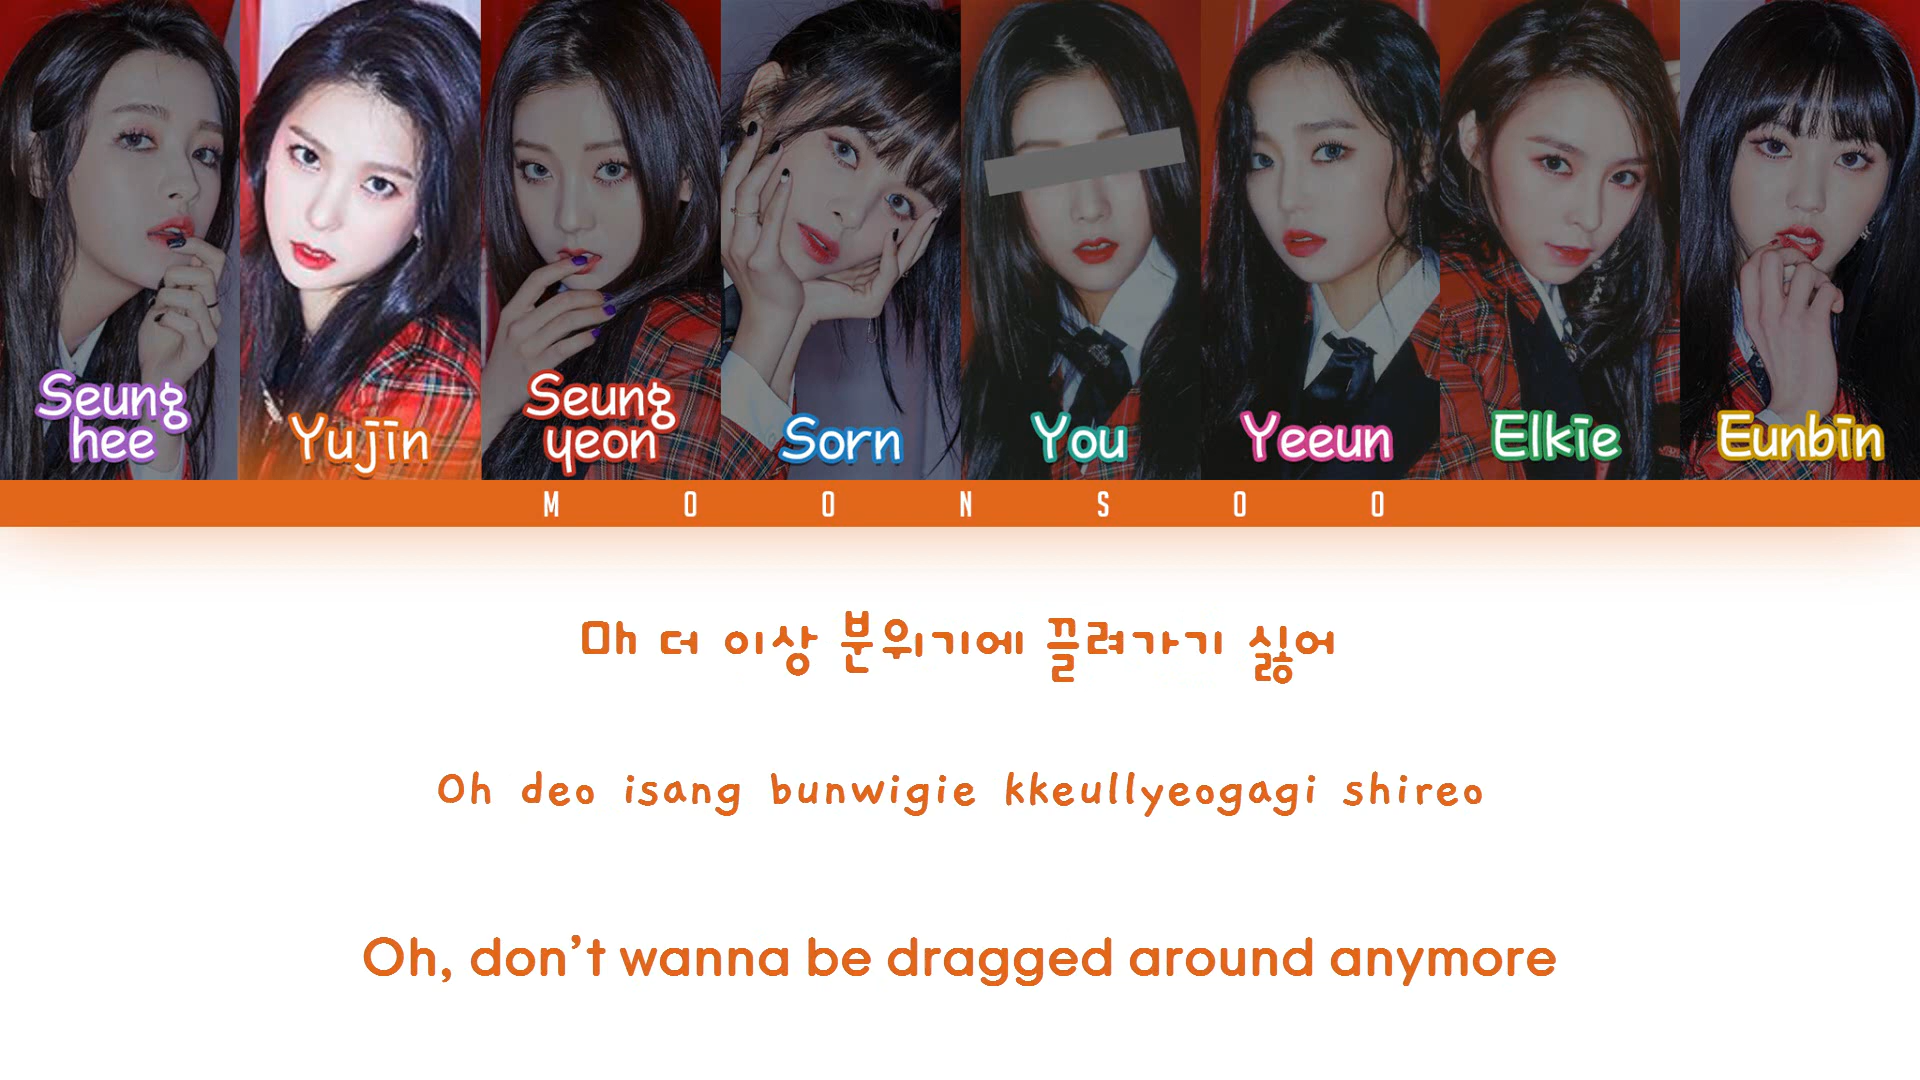 Seung
hee
Yujin
Seung
yeon
Sorn
You
Yeeun
Elkie
Eunbin
MOONSOO
Oh 더 이상 분위기에 끌려가기 싫어
Oh deo isang bunwigie kkeullyeogagi shireo
Oh, don't wanna be dragged around anymore